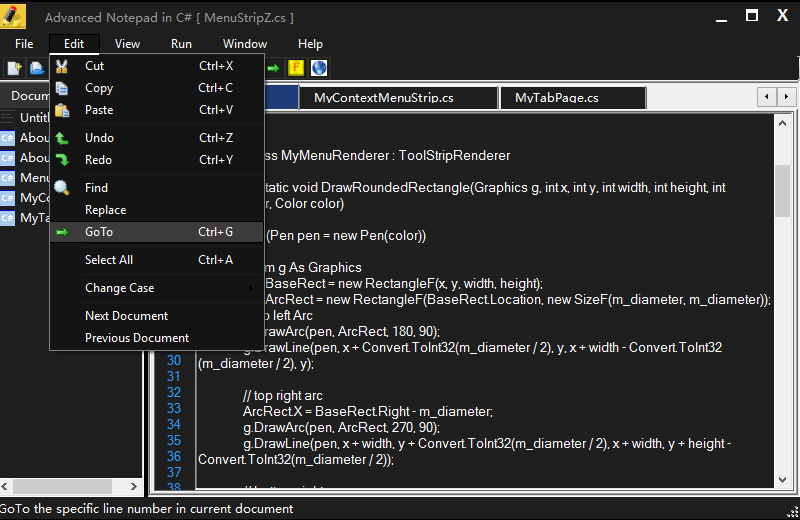 Advanced Notepad in C# [ MenuStripZ.cs ]
File Edit View Run Window Help
F
Docum
Untitl
C# Abou
C# Abou
C# Menu
C# MyCo
C# MyTa
Cut Ctrl+X
Copy Ctrl+C
Paste Ctrl+V
Undo Ctrl+Z
Redo Ctrl+Y
Find
Replace
GoTo Ctrl+G
Select All Ctrl+A
Change Case
Next Document
Previous Document
MyContextMenuStrip.cs MyTabPage.cs
ss MyMenuRenderer : ToolStripRenderer
tatic void DrawRoundedRectangle(Graphics g, int x, int y, int width, int height, int
r, Color color)
(Pen pen = new Pen(color))
m g As Graphics
BaseRect = new RectangleF(x, y, width, height);
ArcRect = new RectangleF(BaseRect.Location, new SizeF(m_diameter, m_diameter));
p left Arc
g.DrawArc(pen, ArcRect, 180, 90);
30 g.DrawLine(pen, x + Convert.ToInt32(m_diameter / 2), y, x + width - Convert.ToInt32
31 (m_diameter / 2), y);
32 // top right arc
33 ArcRect.X = BaseRect.Right - m_diameter;
34 g.DrawArc(pen, ArcRect, 270, 90);
35 g.DrawLine(pen, x + width, y + Convert.ToInt32(m_diameter / 2), x + width, y + height -
36 Convert.ToInt32(m_diameter / 2));
37
38
GoTo the specific line number in current document